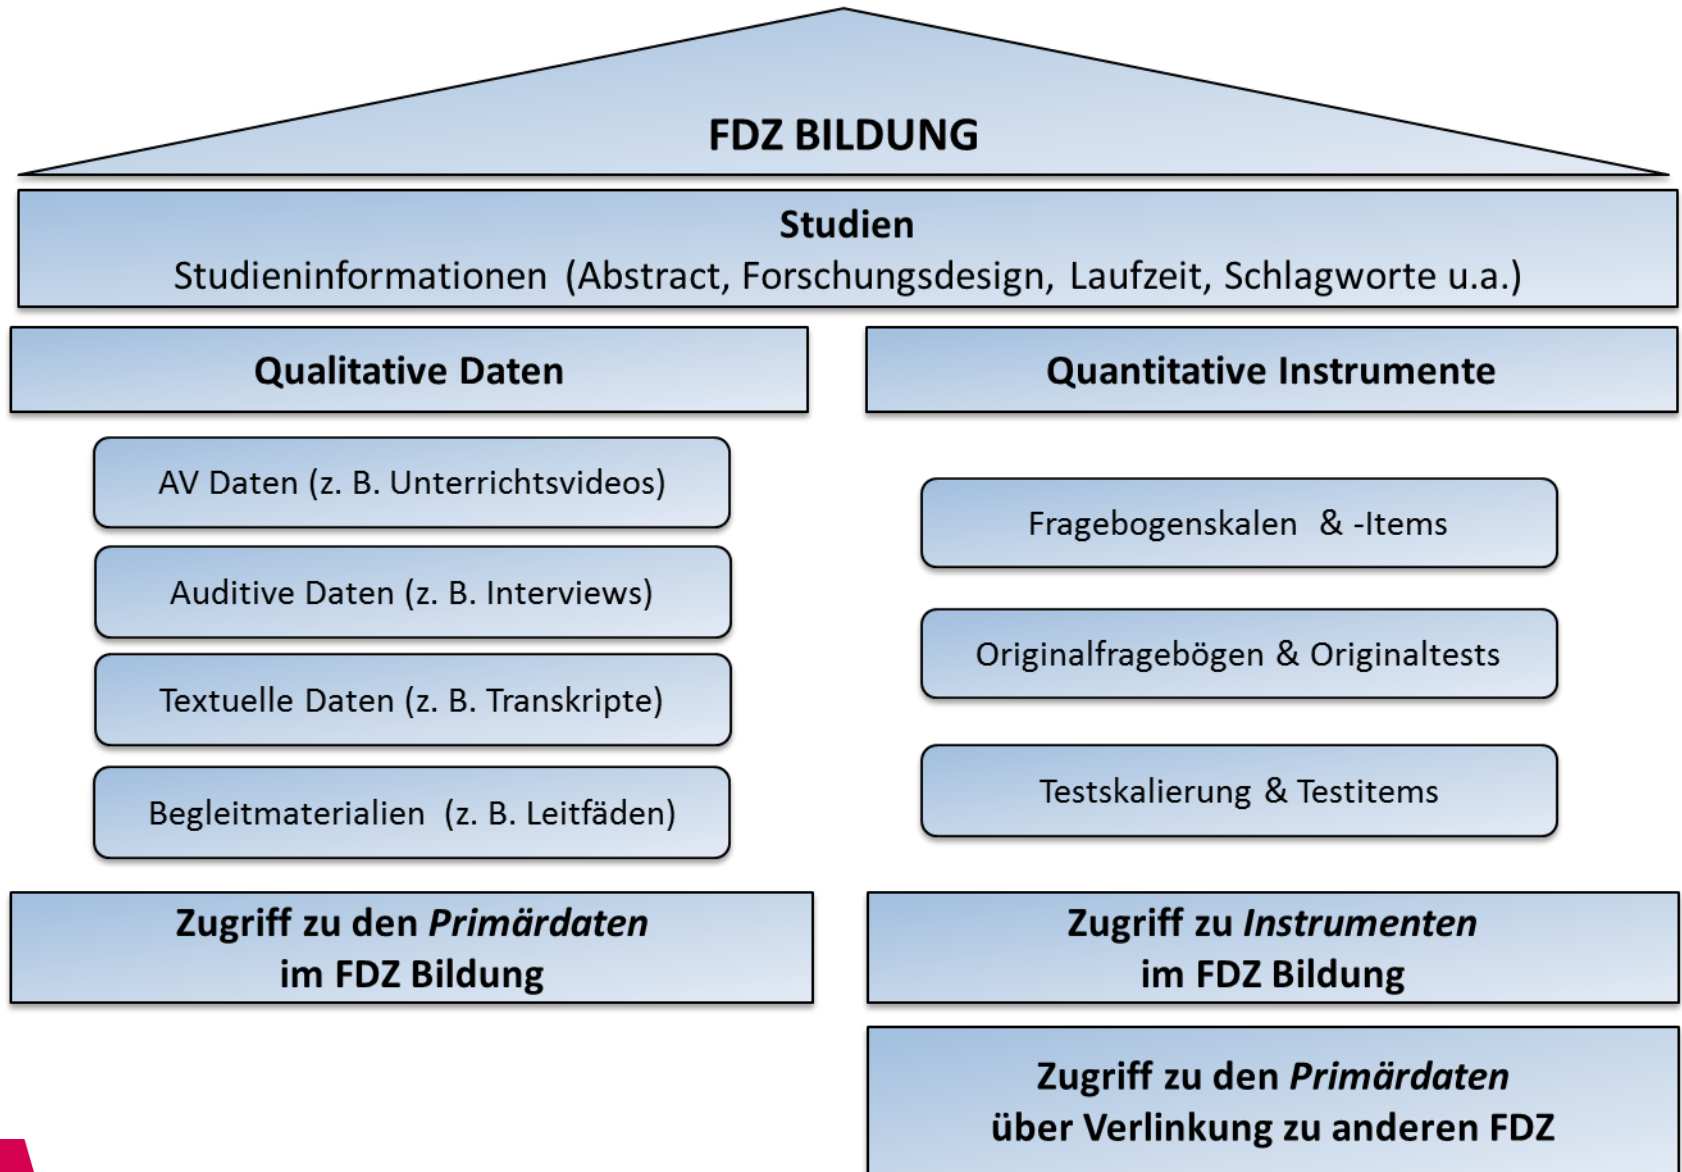 FDZ BILDUNG
Studien
Studieninformationen (Abstract, Forschungsdesign, Laufzeit, Schlagworte u.a.)
Qualitative Daten
AV Daten (z. B. Unterrichtsvideos)
Auditive Daten (z. B. Interviews)
Textuelle Daten (z. B. Transkripte)
Begleitmaterialien (z. B. Leitfäden)
Zugriff zu den Primärdaten
im FDZ Bildung
Quantitative Instrumente
Fragebogenskalen & -Items
Originalfragebögen & Originaltests
Testskalierung & Testitems
Zugriff zu Instrumenten
im FDZ Bildung
Zugriff zu den Primärdaten
über Verlinkung zu anderen FDZ